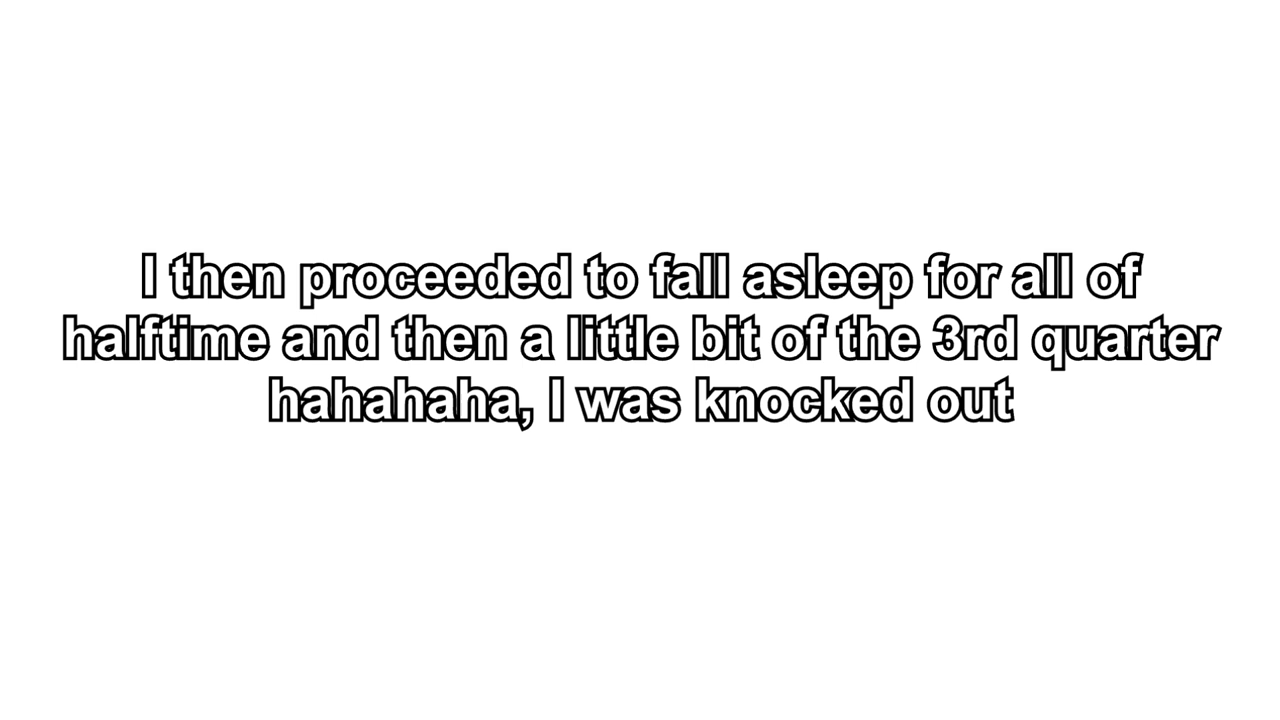 I then proceeded to fall asleep for all of
halftime and then a little bit of the 3rd quarter
hahahaha, I was knocked out